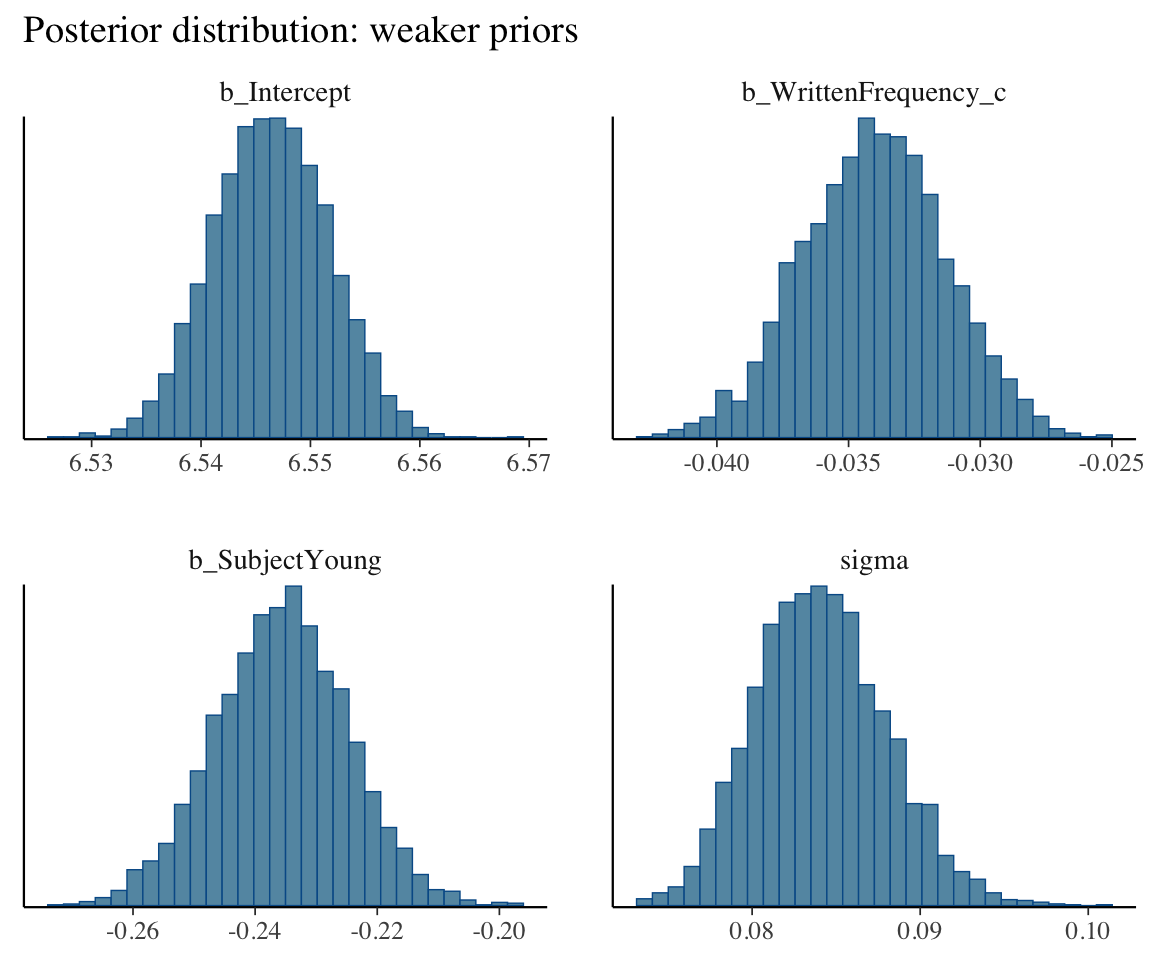 Posterior distribution: weaker priors
b_Intercept
6.53 6.54 6.55 6.56 6.57
b_WrittenFrequency_c
-0.040 -0.035 -0.030 -0.025
b_SubjectYoung
-0.26 -0.24 -0.22 -0.20
sigma
0.08 0.09 0.10